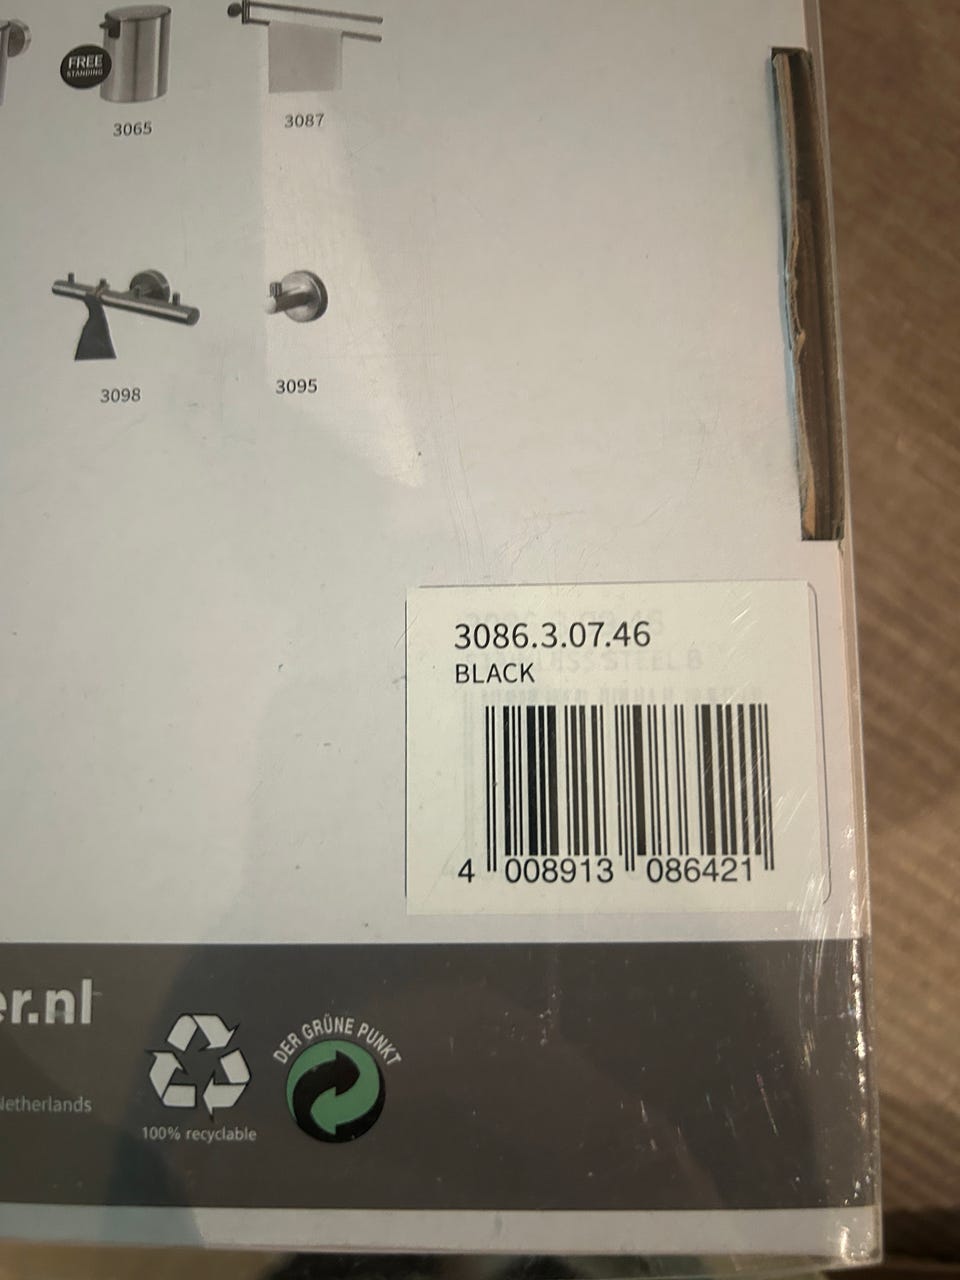 FREE
STANDING
3065
3087
3098
3095
3086.3.07.46
BLACK
4 008913 086421
er.nl
Netherlands
100% recyclable
DER GRÜNE PUNKT